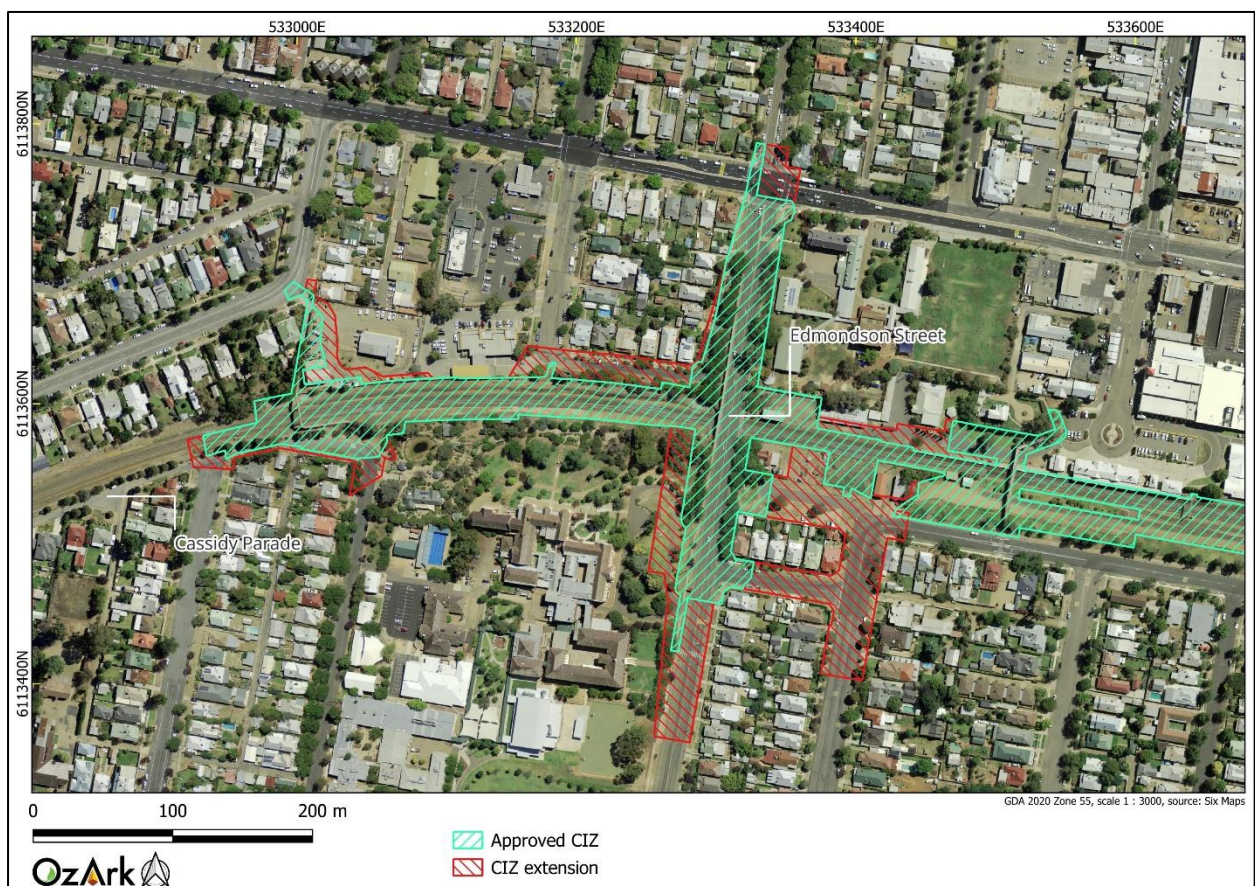 533000E 533200E 533400E 533600E
6113800N
6113600N
6113400N
Edmondson Street
Cassidy Parade
0 100 200 m
GDA 2020 Zone 55, scale 1 : 3000, source: Six Maps
Approved CIZ
CIZ extension
OzArk